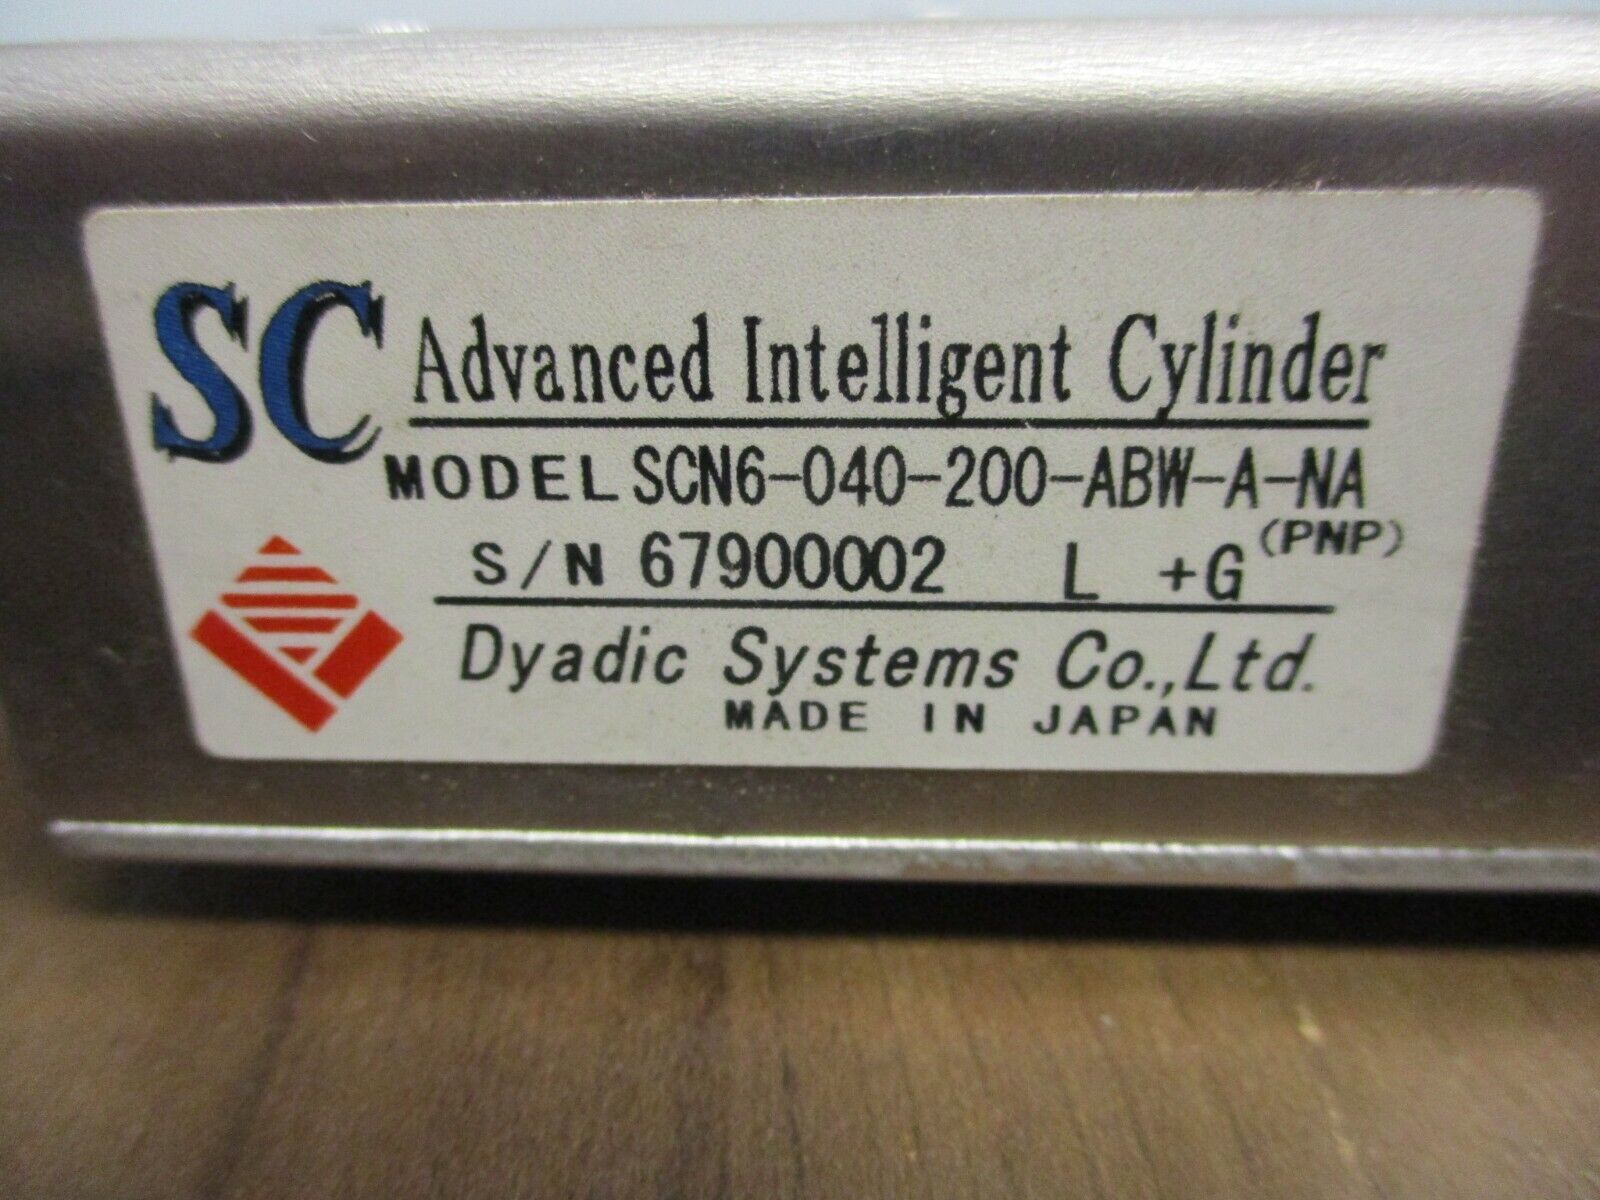 SC Advanced Intelligent Cylinder
MODEL SCN6-040-200-ABW-A-NA
S/N 67900002 L +G (PNP)
Dyadic Systems Co.,Ltd.
MADE IN JAPAN